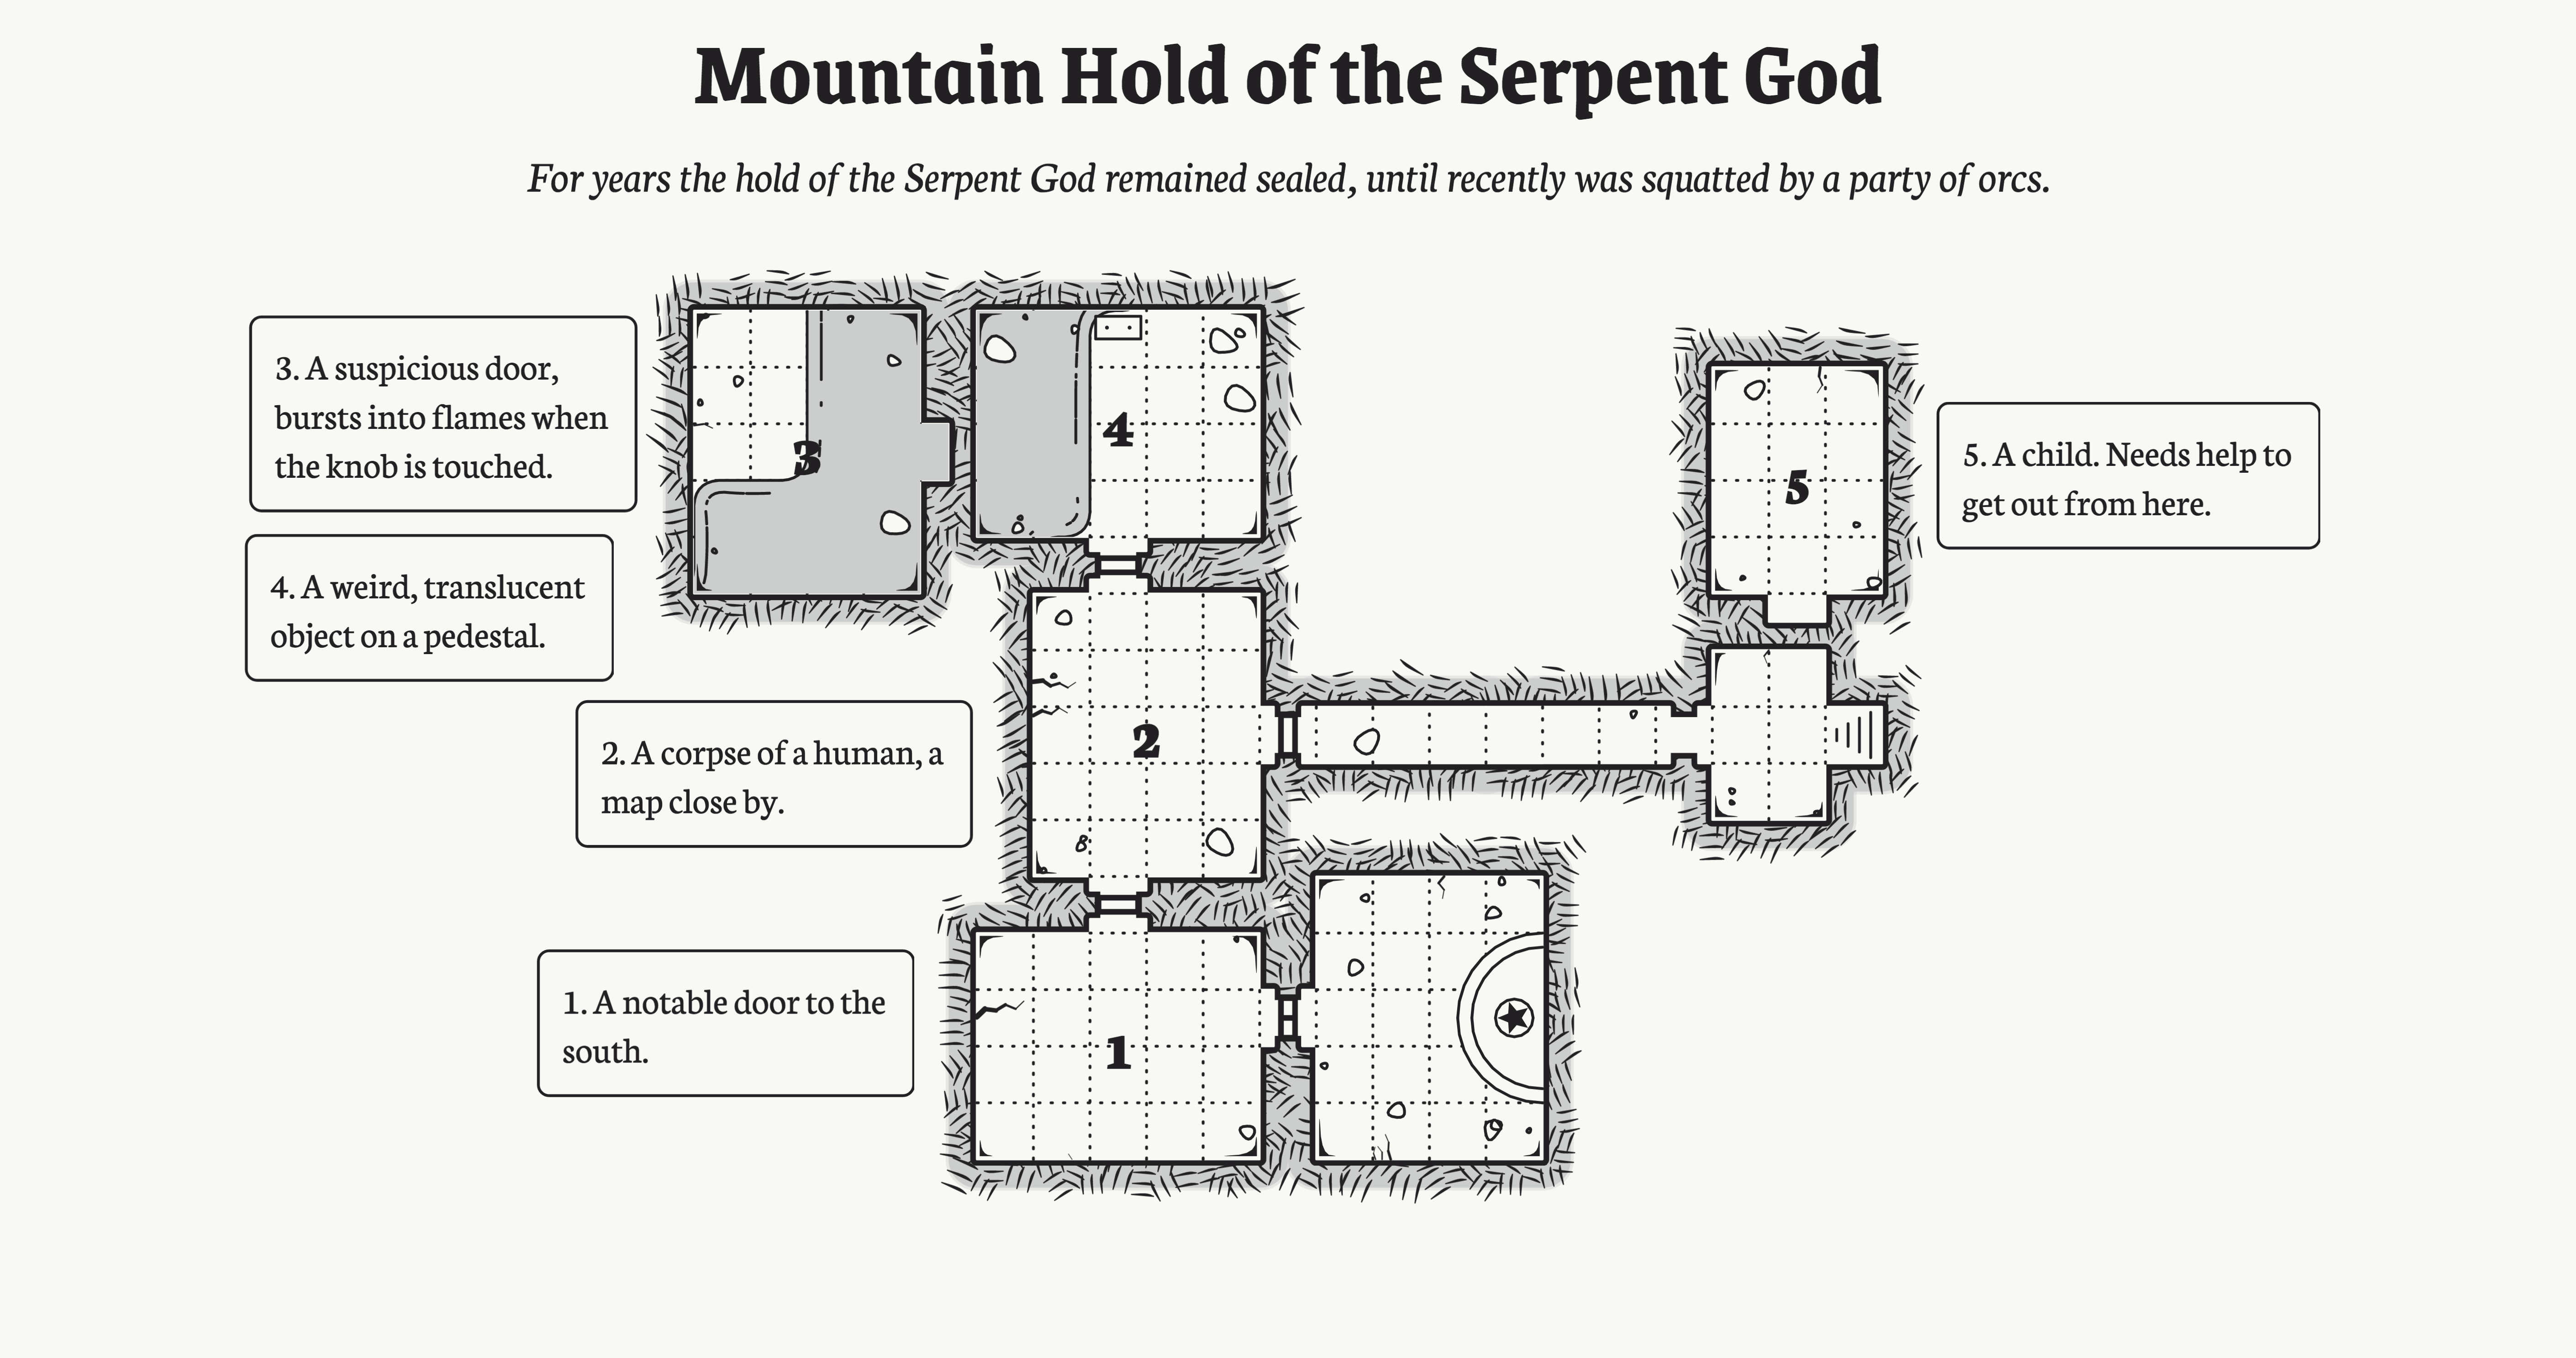 Mountain Hold of the Serpent God
For years the hold of the Serpent God remained sealed, until recently was squatted by a party of orcs.
3. A suspicious door,
bursts into flames when
the knob is touched.
4. A weird, translucent
object on a pedestal.
2. A corpse of a human, a
map close by.
1. A notable door to the
south.
5. A child. Needs help to
get out from here.
3
4
5
2
1